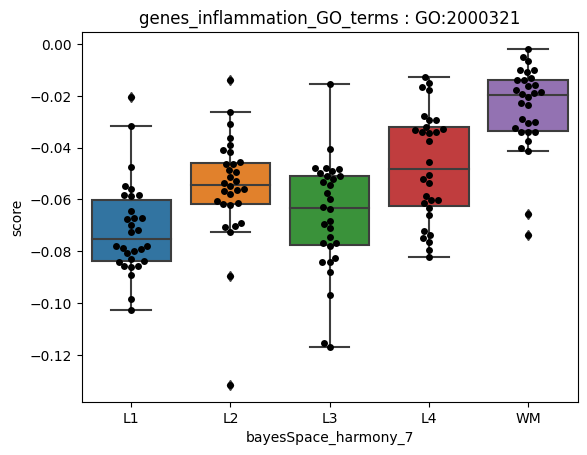 genes_inflammation_GO_terms : GO:2000321
0.00
−0.02
−0.04
−0.06
−0.08
−0.10
−0.12
score
L1 L2 L3 L4 WM
bayesSpace_harmony_7